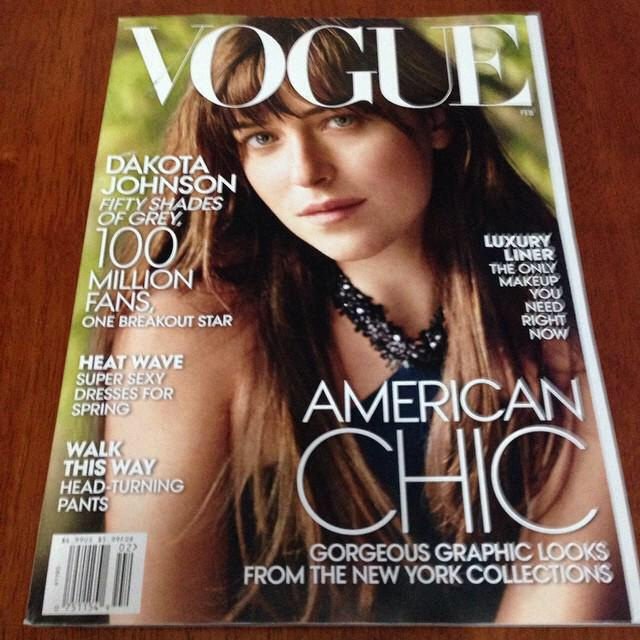 VOGUE
FEB
DAKOTA
JOHNSON
FIFTY SHADES
OF GREY,
100
MILLION
FANS,
ONE BREAKOUT STAR
LUXURY
LINER
THE ONLY
MAKEUP
YOU
NEED
RIGHT
NOW
HEAT WAVE
SUPER SEXY
DRESSES FOR
SPRING
AMERICAN
CHIC
WALK
THIS WAY
HEAD-TURNING
PANTS
GORGEOUS GRAPHIC LOOKS
FROM THE NEW YORK COLLECTIONS
02>